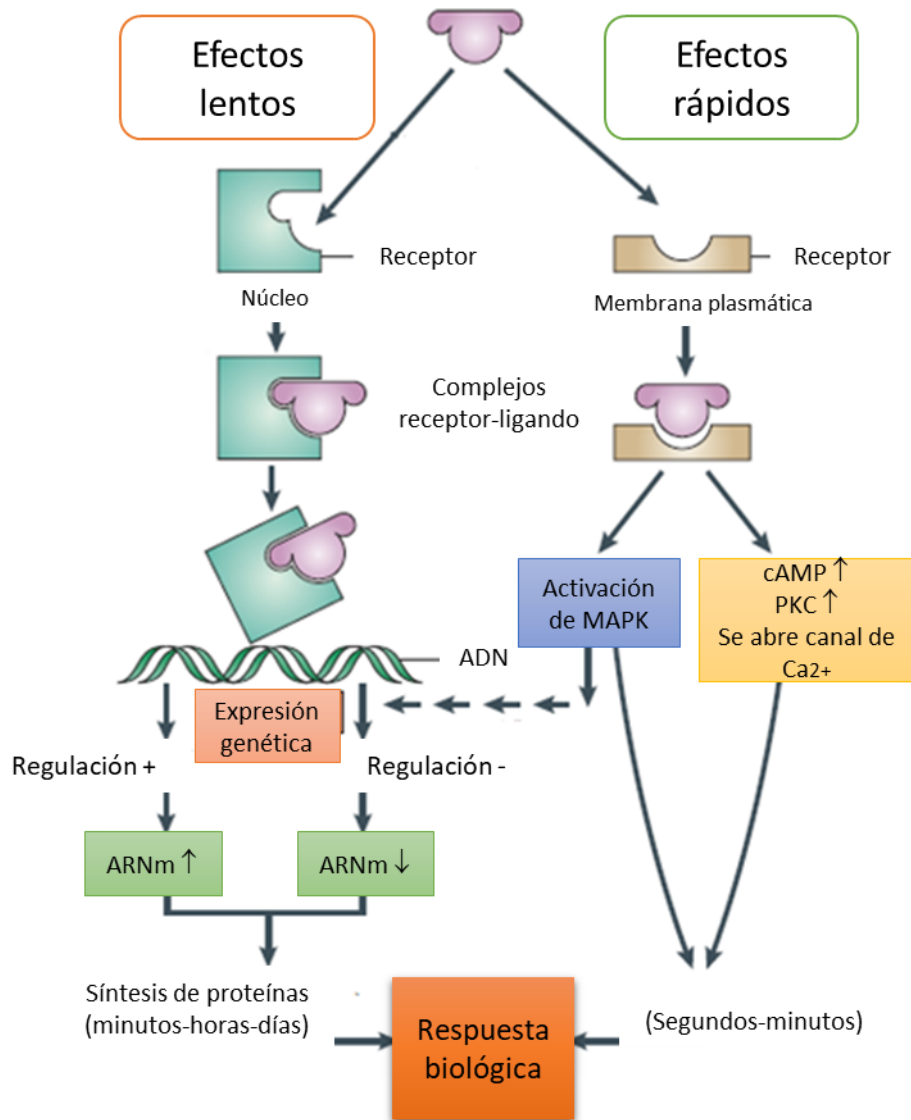 Efectos
lentos
Efectos
rápidos
Receptor
Núcleo
Receptor
Membrana plasmática
Complejos
receptor-ligando
Activación
de MAPK
cAMP ↑
PKC ↑
Se abre canal de
Ca2+
ADN
Expresión
genética
Regulación +
Regulación -
ARNm ↑
ARNm ↓
Síntesis de proteínas
(minutos-horas-días)
Respuesta
biológica
(Segundos-minutos)